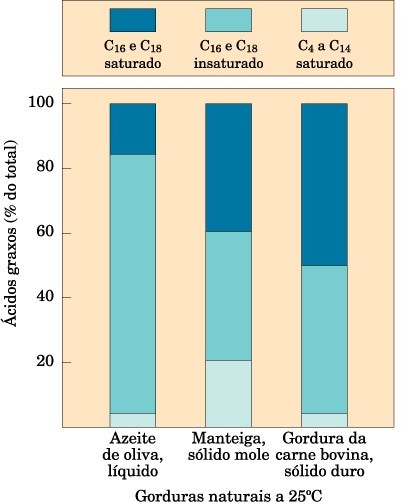 C16 e C18 saturado
C16 e C18 insaturado
C4 a C14 saturado
Ácidos graxos (% do total)
100
80
60
40
20
Azeite de oliva, líquido
Manteiga, sólido mole
Gordura da carne bovina, sólido duro
Gorduras naturais a 25ºC